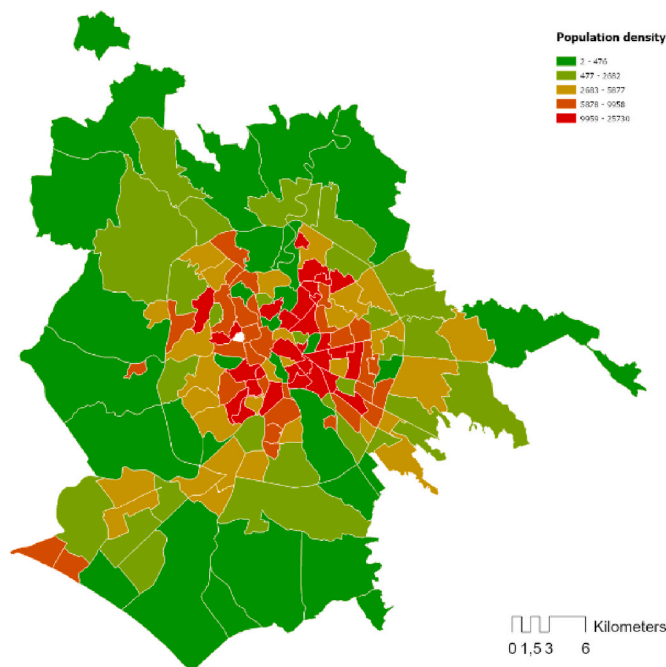 Population density
2 - 476
477 - 2682
2683 - 5877
5878 - 9958
9959 - 25730
Kilometers
0 1,5 3 6